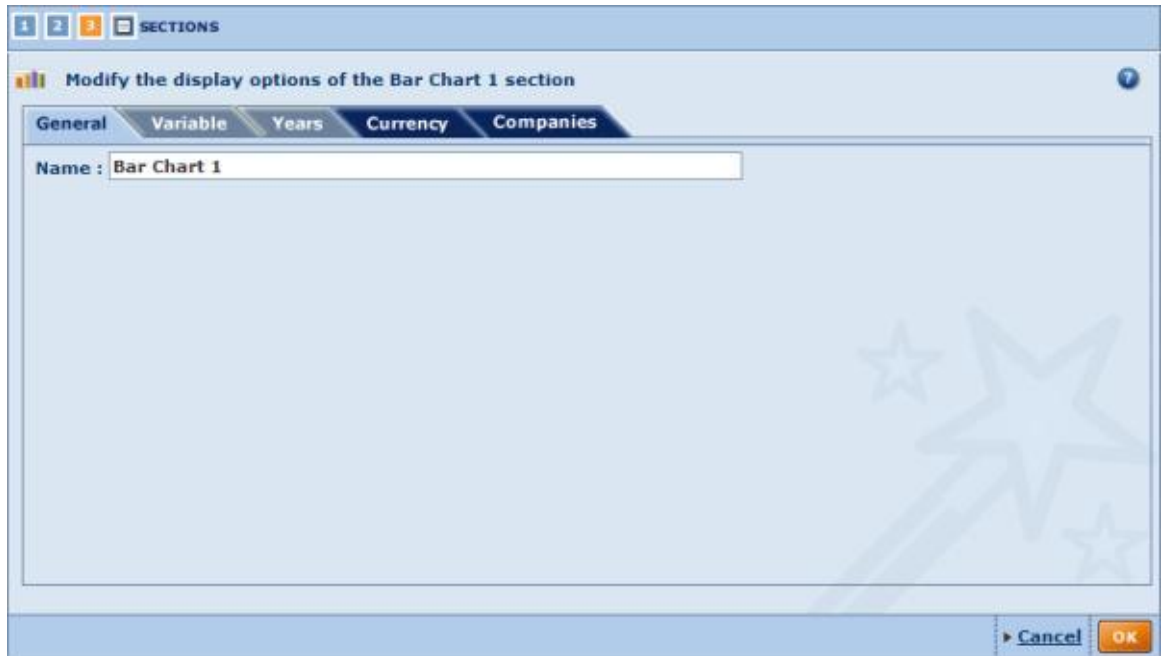 1 2 3 SECTIONS
Modify the display options of the Bar Chart 1 section ?
General Variable Years Currency Companies
Name : Bar Chart 1
Cancel OK